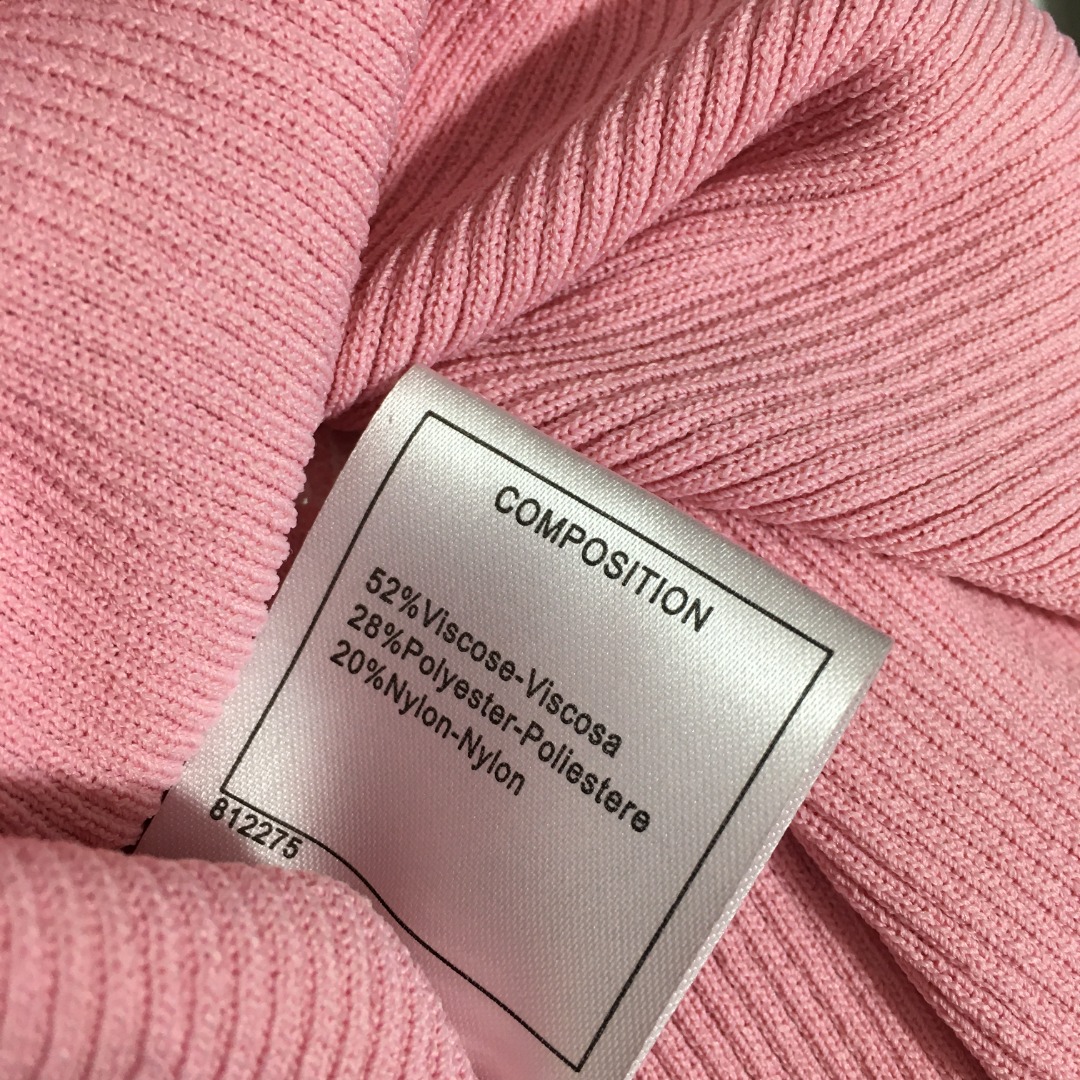 COMPOSITION
52%Viscose-Viscosa
28%Polyester-Poliestere
20%Nylon-Nylon
812275